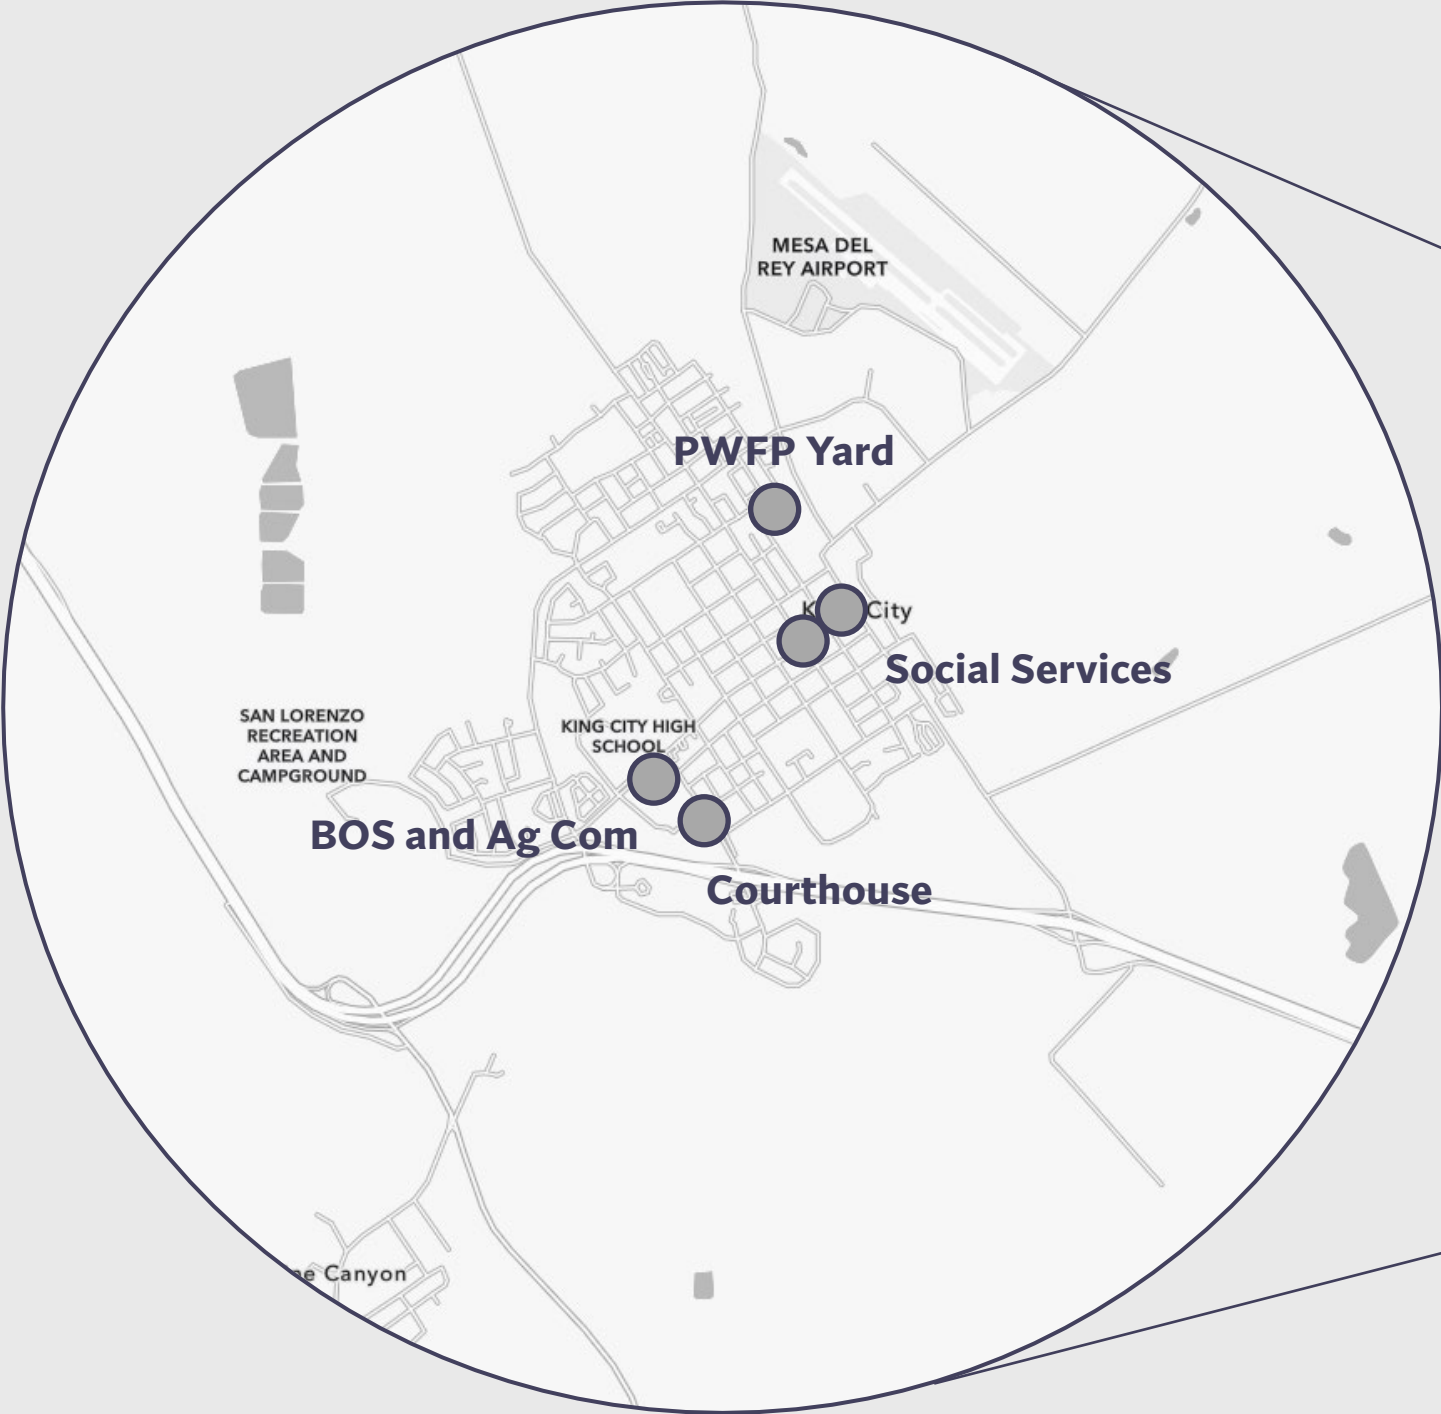 MESA DEL
REY AIRPORT
PWFP Yard
City
Social Services
SAN LORENZO
RECREATION
AREA AND
CAMPGROUND
KING CITY HIGH
SCHOOL
BOS and Ag Com
Courthouse
Canyon